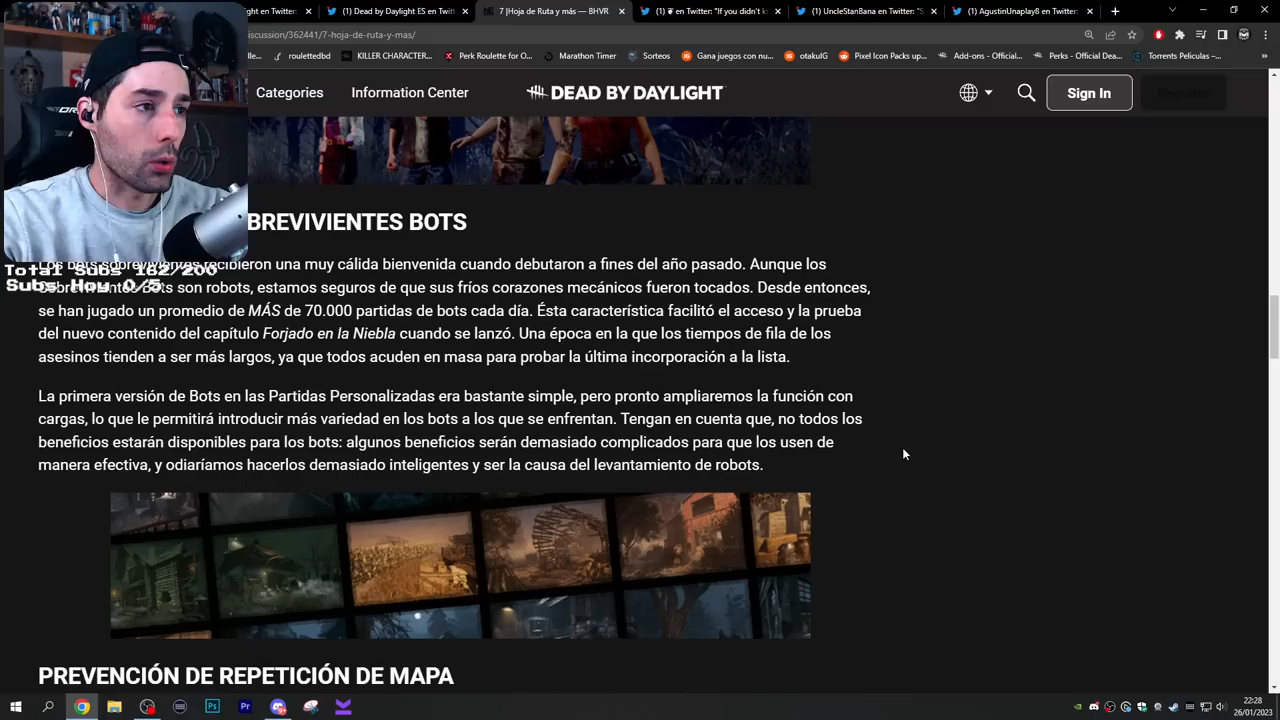 ight en Twitter:
(1) Dead by Daylight ES en Twitt
7 |Hoja de Ruta y más — BHVR
(1) ❦ en Twitter: "If you didn't k
(1) UncleStanBana en Twitter: "S
(1) AgustinUnaplay8 en Twitter:
scussion/362441/7-hoja-de-ruta-y-mas/
roulettedbd
KILLER CHARACTER...
Perk Roulette for D...
Marathon Timer
Sorteos
Gana juegos con nu...
otakulG
Pixel Icon Packs up...
Add-ons - Official...
Perks - Official Dea...
Torrents Peliculas –...
Categories
Information Center
DEAD BY DAYLIGHT
Sign In
Register
BREVIVIENTES BOTS
Total Subs 182/200
Subs Hoy 0/5
Los bots sobrevivientes recibieron una muy cálida bienvenida cuando debutaron a fines del año pasado. Aunque los
Sobrevivientes Bots son robots, estamos seguros de que sus fríos corazones mecánicos fueron tocados. Desde entonces,
se han jugado un promedio de MÁS de 70.000 partidas de bots cada día. Ésta característica facilitó el acceso y la prueba
del nuevo contenido del capítulo Forjado en la Niebla cuando se lanzó. Una época en la que los tiempos de fila de los
asesinos tienden a ser más largos, ya que todos acuden en masa para probar la última incorporación a la lista.
La primera versión de Bots en las Partidas Personalizadas era bastante simple, pero pronto ampliaremos la función con
cargas, lo que le permitirá introducir más variedad en los bots a los que se enfrentan. Tengan en cuenta que, no todos los
beneficios estarán disponibles para los bots: algunos beneficios serán demasiado complicados para que los usen de
manera efectiva, y odiaríamos hacerlos demasiado inteligentes y ser la causa del levantamiento de robots.
PREVENCIÓN DE REPETICIÓN DE MAPA
22:28
26/01/2023